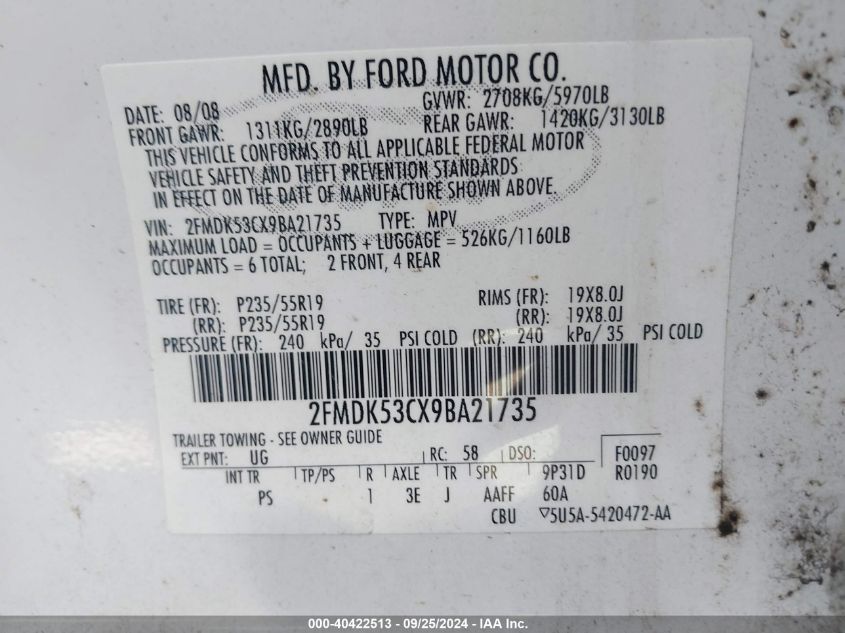 MFD. BY FORD MOTOR CO.
DATE: 08/08 GVWR: 2708KG/5970LB
FRONT GAWR: 1311KG/2890LB REAR GAWR: 1420KG/3130LB
THIS VEHICLE CONFORMS TO ALL APPLICABLE FEDERAL MOTOR
VEHICLE SAFETY AND THEFT PREVENTION STANDARDS
IN EFFECT ON THE DATE OF MANUFACTURE SHOWN ABOVE.
VIN: 2FMDK53CX9BA21735 TYPE: MPV
MAXIMUM LOAD = OCCUPANTS + LUGGAGE = 526KG/1160LB
OCCUPANTS = 6 TOTAL; 2 FRONT, 4 REAR
TIRE (FR): P235/55R19 RIMS (FR): 19X8.0J
(RR): P235/55R19 (RR): 19X8.0J
PRESSURE (FR): 240 kPa/ 35 PSI COLD (RR): 240 kPa/ 35 PSI COLD
2FMDK53CX9BA21735
TRAILER TOWING - SEE OWNER GUIDE
EXT PNT: UG RC: 58 DSO: F0097
INT TR TP/PS R AXLE TR SPR 9P31D R0190
PS 1 3E J AAFF 60A
CBU ▽5U5A-5420472-AA
000-40422513 - 09/25/2024 - IAA Inc.